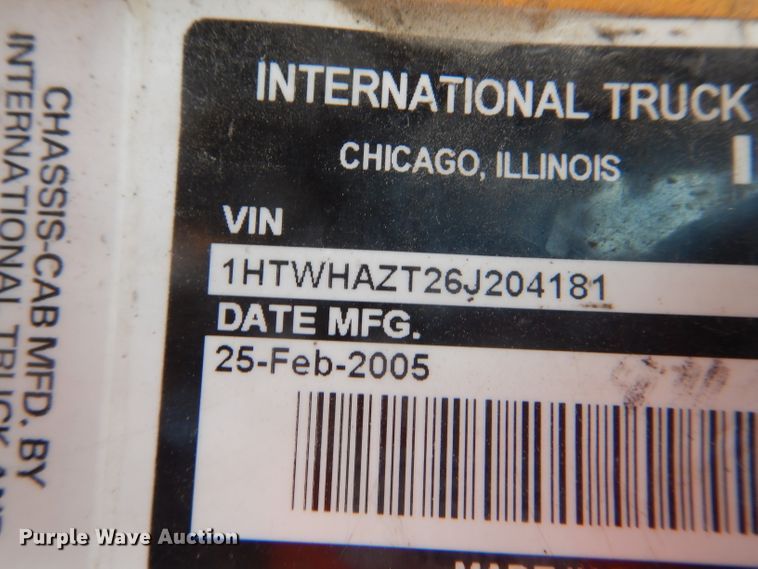 INTERNATIONAL TRUCK
CHICAGO, ILLINOIS
VIN
1HTWHAZT26J204181
DATE MFG.
25-Feb-2005
CHASSIS-CAB MFD. BY
INTERNATIONAL TRUCK AND
Purple Wave Auction